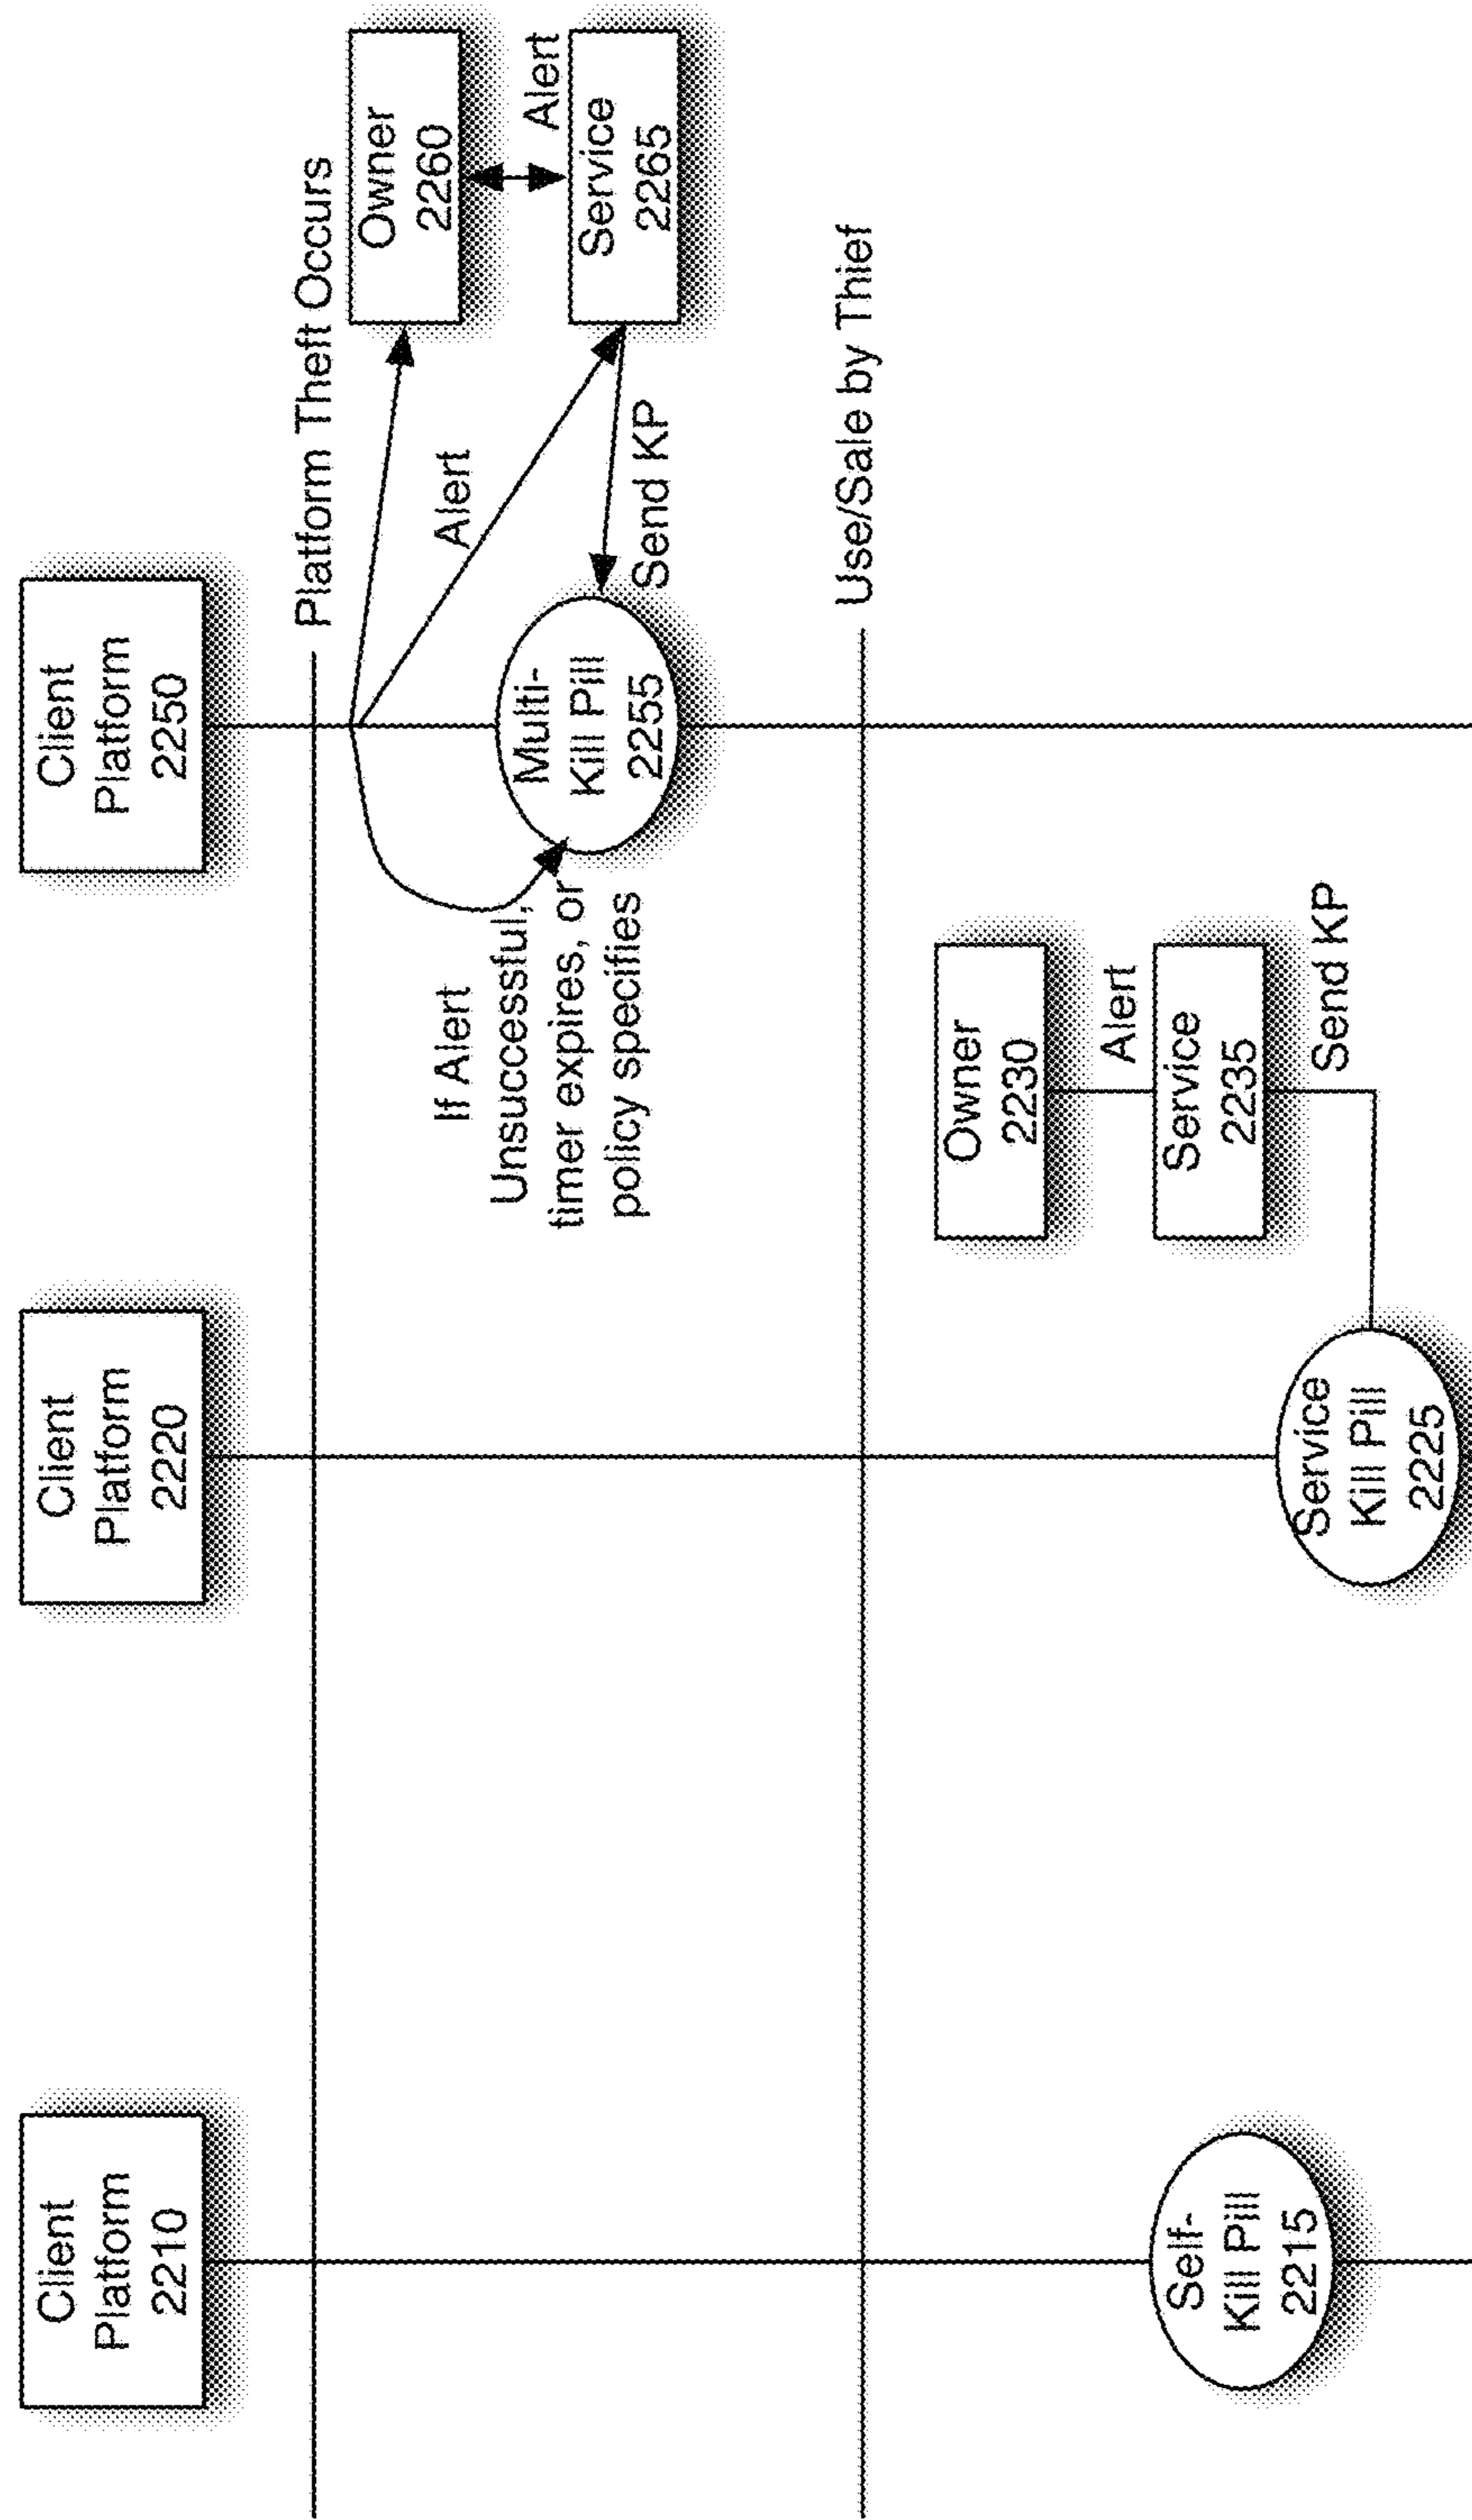 Client
Platform
2210
Client
Platform
2220
Client
Platform
2250
Platform Theft Occurs
Owner
2260
Alert
Service
2265
Alert
Send KP
If Alert
Unsuccessful,
timer expires, or
policy specifies
Multi-
Kill Pill
2255
Use/Sale by Thief
Owner
2230
Alert
Service
2235
Send KP
Self-
Kill Pill
2215
Service
Kill Pill
2225